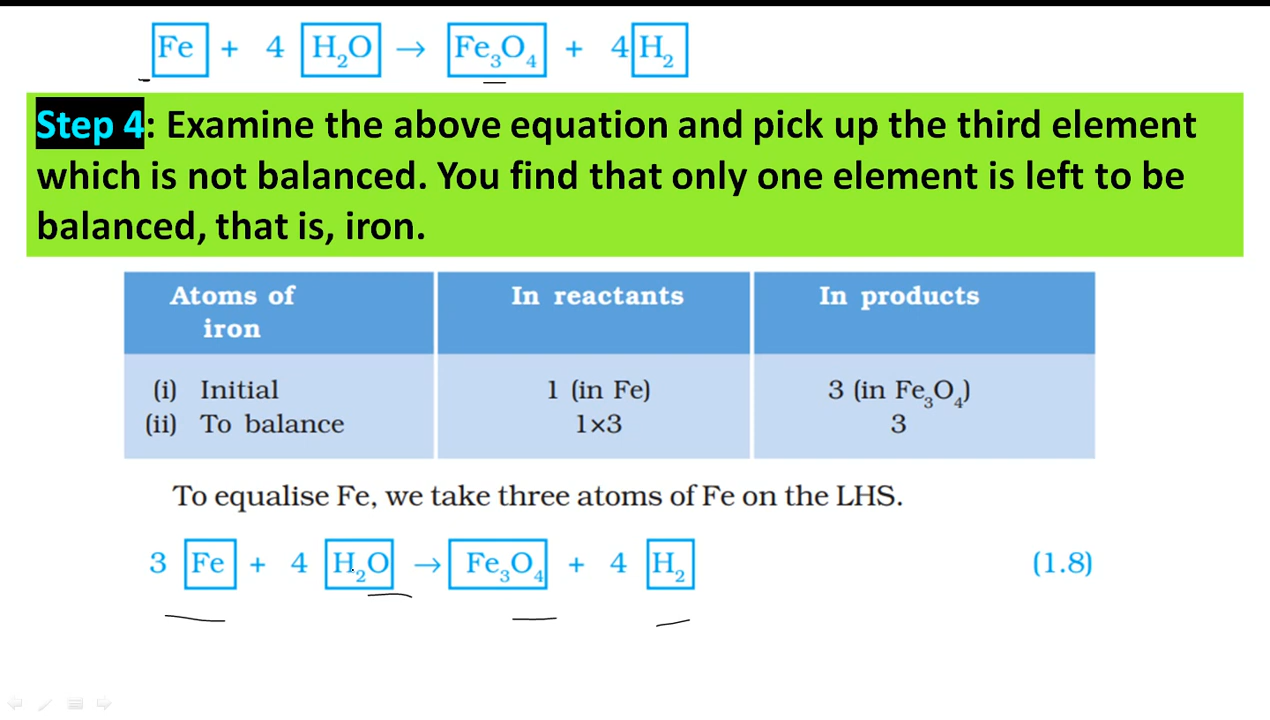 Fe + 4 H₂O → Fe₃O₄ + 4 H₂
Step 4: Examine the above equation and pick up the third element
which is not balanced. You find that only one element is left to be
balanced, that is, iron.
Atoms of iron In reactants In products
(i) Initial 1 (in Fe) 3 (in Fe₃O₄)
(ii) To balance 1×3 3
To equalise Fe, we take three atoms of Fe on the LHS.
3 Fe + 4 H₂O → Fe₃O₄ + 4 H₂ (1.8)